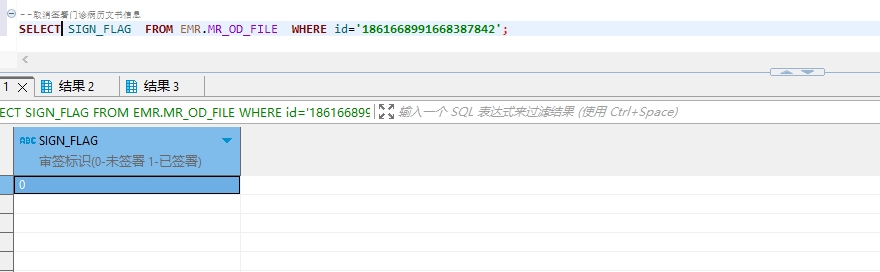 --取消签署门诊病历文书信息
SELECT SIGN_FLAG FROM EMR.MR_OD_FILE WHERE id='1861668991668387842';
1 结果 2 结果 3
ECT SIGN_FLAG FROM EMR.MR_OD_FILE WHERE id='186166899 输入一个 SQL 表达式来过滤结果 (使用 Ctrl+Space)
ABC SIGN_FLAG
审签标识(0-未签署 1-已签署)
0